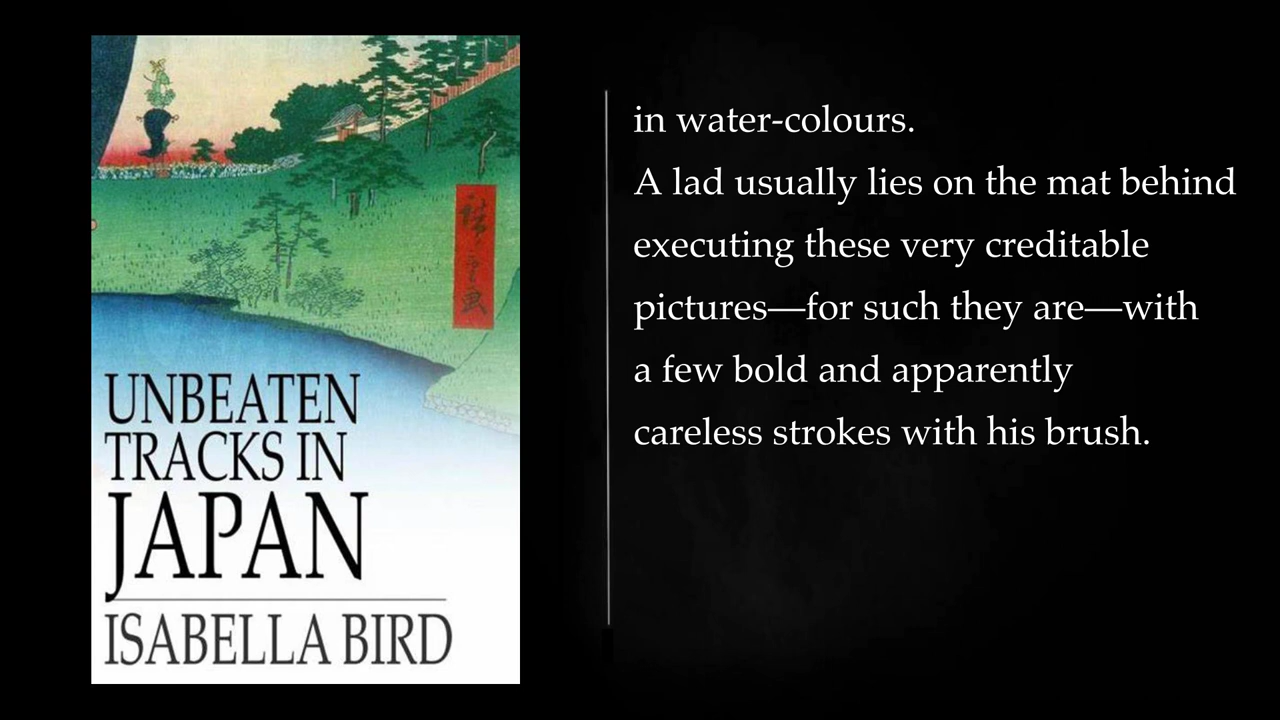 UNBEATEN
TRACKS IN
JAPAN
ISABELLA BIRD
in water-colours.
A lad usually lies on the mat behind
executing these very creditable
pictures—for such they are—with
a few bold and apparently
careless strokes with his brush.